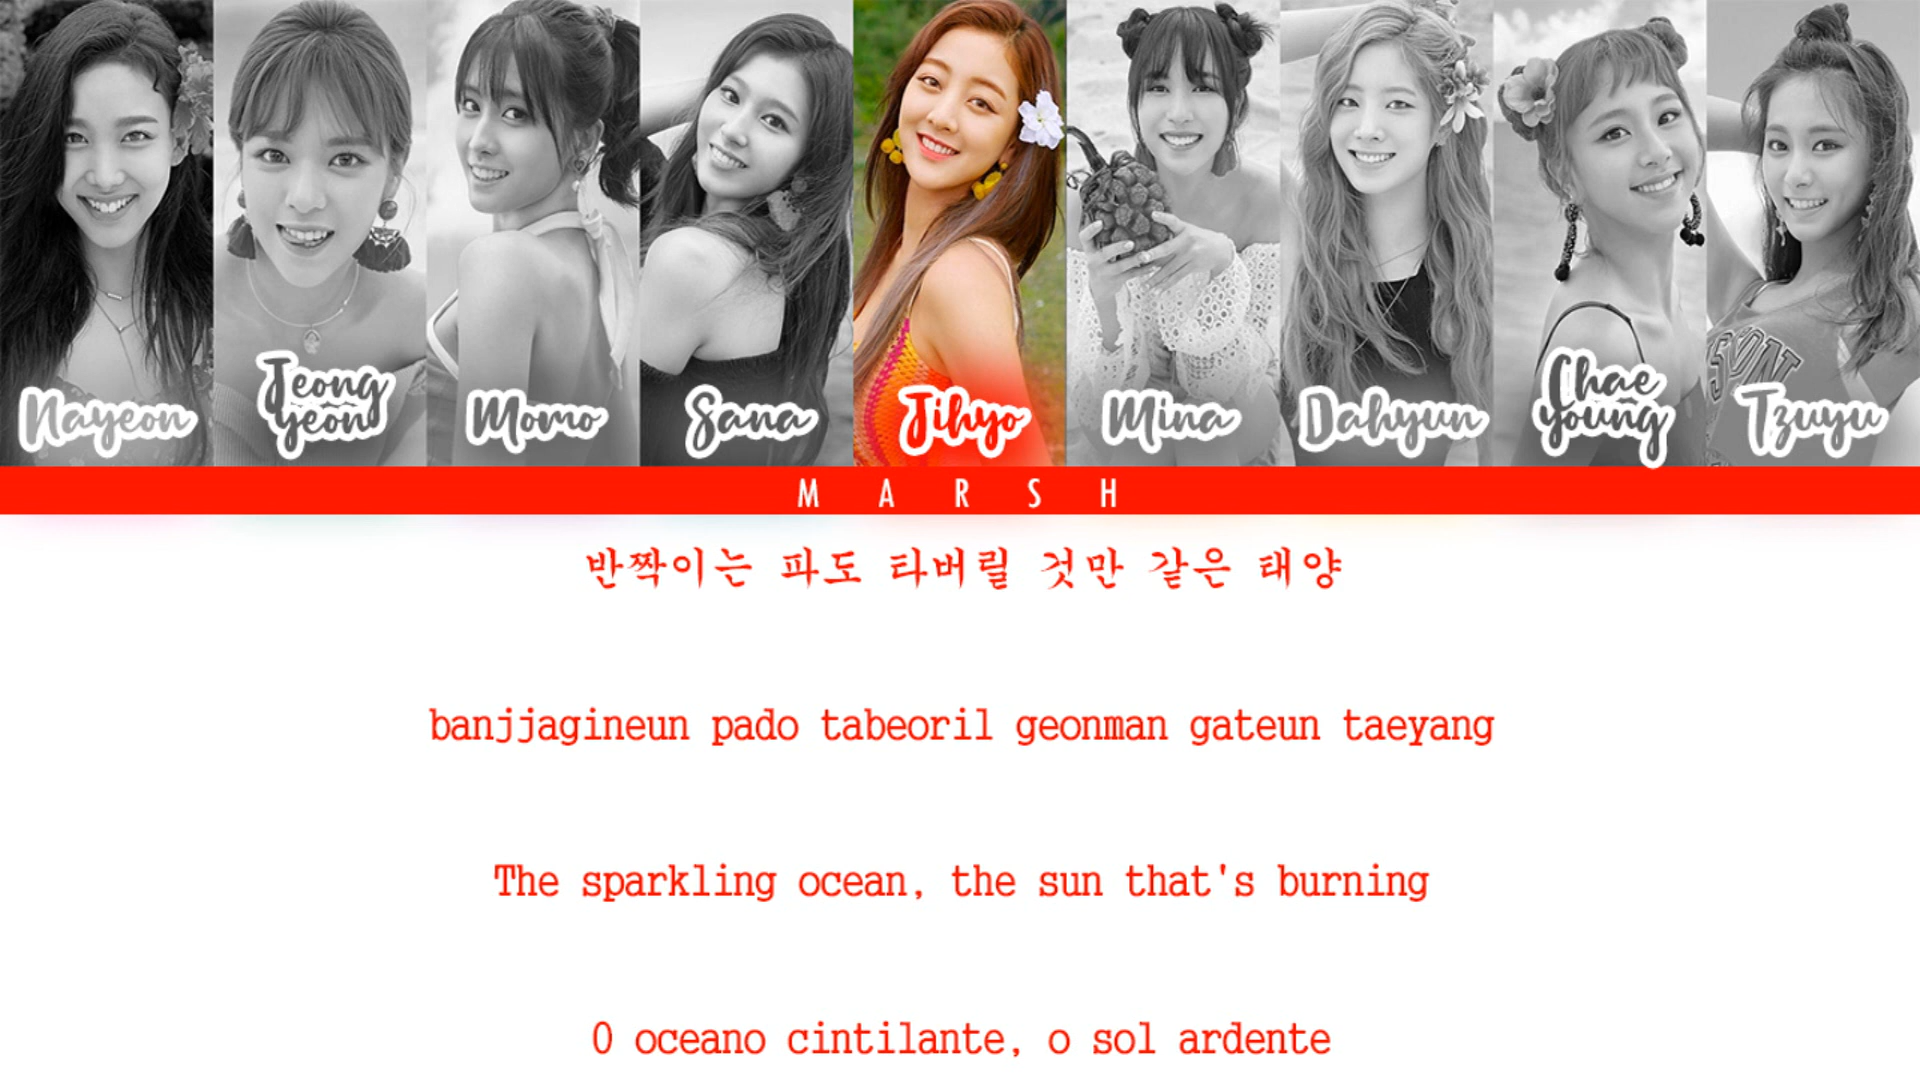 Nayeon
Jeong
yeon
Momo
Sana
Jihyo
Mina
Dahyun
Chae
young
Tzuyu
MARSH
반짝이는 파도 타버릴 것만 같은 태양
banjjagineun pado tabeoril geonman gateun taeyang
The sparkling ocean, the sun that's burning
O oceano cintilante, o sol ardente